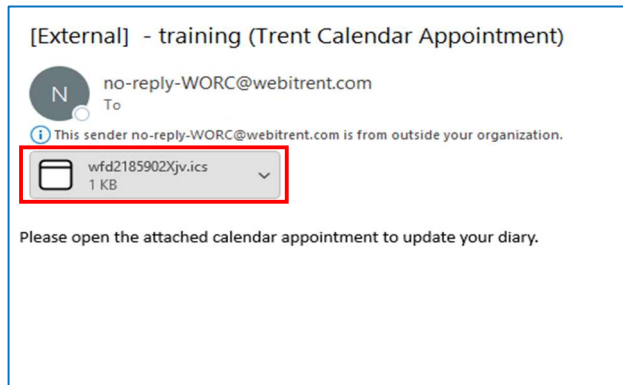 [External] - training (Trent Calendar Appointment)
N
no-reply-WORC@webitrent.com
To
This sender no-reply-WORC@webitrent.com is from outside your organization.
wfd2185902Xjv.ics
1 KB
Please open the attached calendar appointment to update your diary.